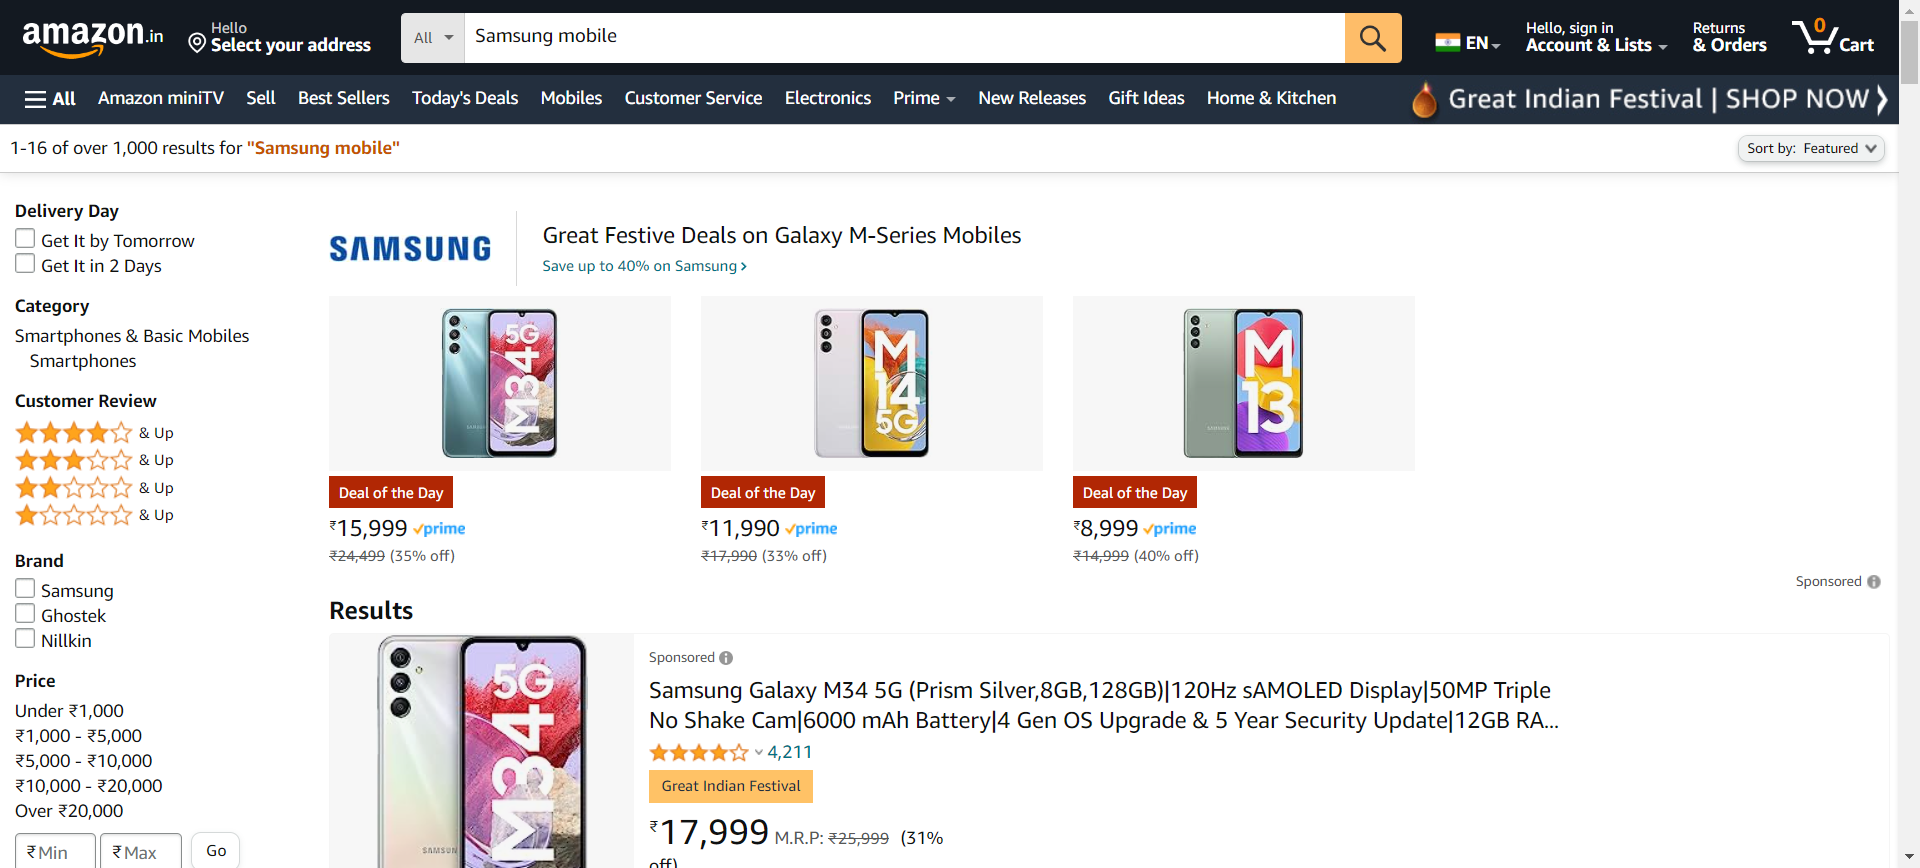 amazon.in
Hello
Select your address
All
Samsung mobile
EN
Hello, sign in
Account & Lists
Returns
& Orders
0
Cart
All
Amazon miniTV
Sell
Best Sellers
Today's Deals
Mobiles
Customer Service
Electronics
Prime
New Releases
Gift Ideas
Home & Kitchen
Great Indian Festival | SHOP NOW
1-16 of over 1,000 results for "Samsung mobile"
Sort by: Featured
Delivery Day
Get It by Tomorrow
Get It in 2 Days
Category
Smartphones & Basic Mobiles
Smartphones
Customer Review
& Up
& Up
& Up
& Up
Brand
Samsung
Ghostek
Nillkin
Price
Under ₹1,000
₹1,000 - ₹5,000
₹5,000 - ₹10,000
₹10,000 - ₹20,000
Over ₹20,000
₹ Min
₹ Max
Go
SAMSUNG
Great Festive Deals on Galaxy M-Series Mobiles
Save up to 40% on Samsung
M34 5G
SAMSUNG
Deal of the Day
₹15,999 prime
₹24,499 (35% off)
M
14
5G
Deal of the Day
₹11,990 prime
₹17,990 (33% off)
M
13
SAMSUNG
Deal of the Day
₹8,999 prime
₹14,999 (40% off)
Sponsored
Results
M34 5G
SAMSUNG
Sponsored
Samsung Galaxy M34 5G (Prism Silver,8GB,128GB)|120Hz sAMOLED Display|50MP Triple
No Shake Cam|6000 mAh Battery|4 Gen OS Upgrade & 5 Year Security Update|12GB RA...
4,211
Great Indian Festival
₹17,999 M.R.P: ₹25,999 (31%
off)